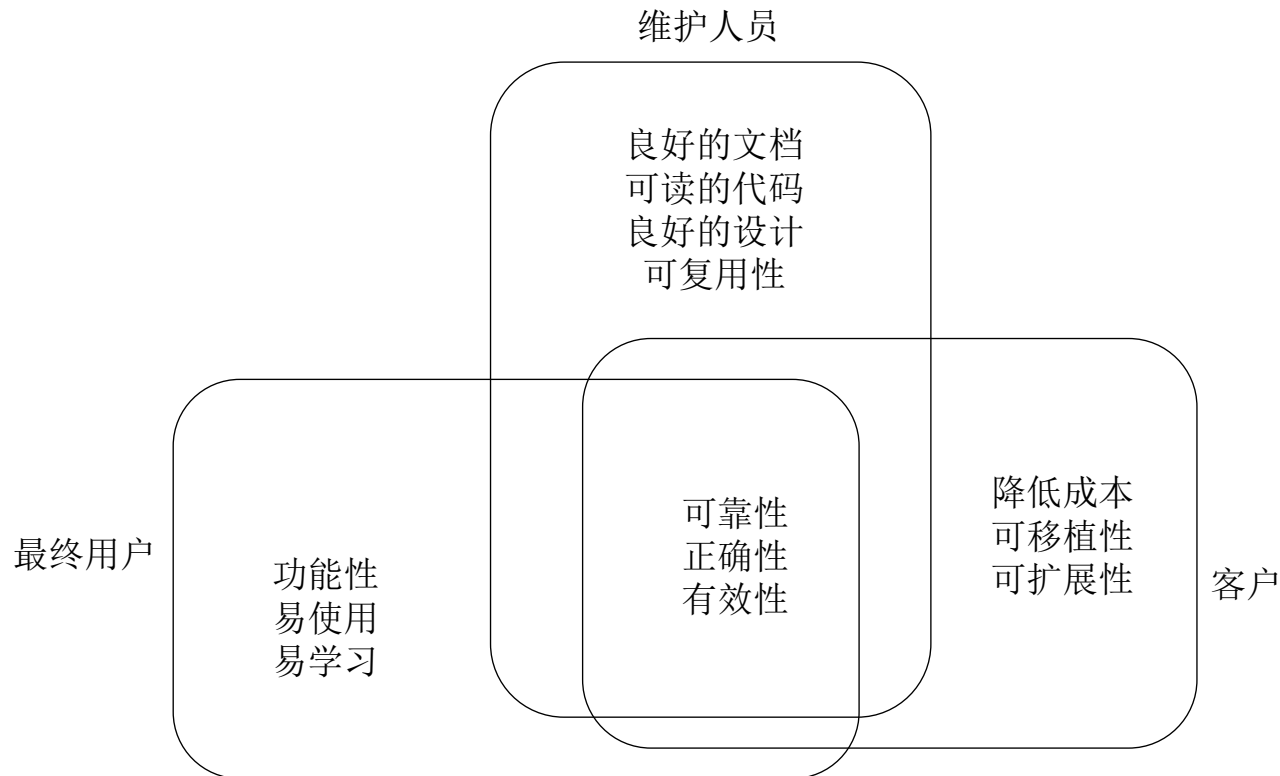 维护人员
良好的文档
可读的代码
良好的设计
可复用性
最终用户
功能性
易使用
易学习
可靠性
正确性
有效性
降低成本
可移植性
可扩展性
客户